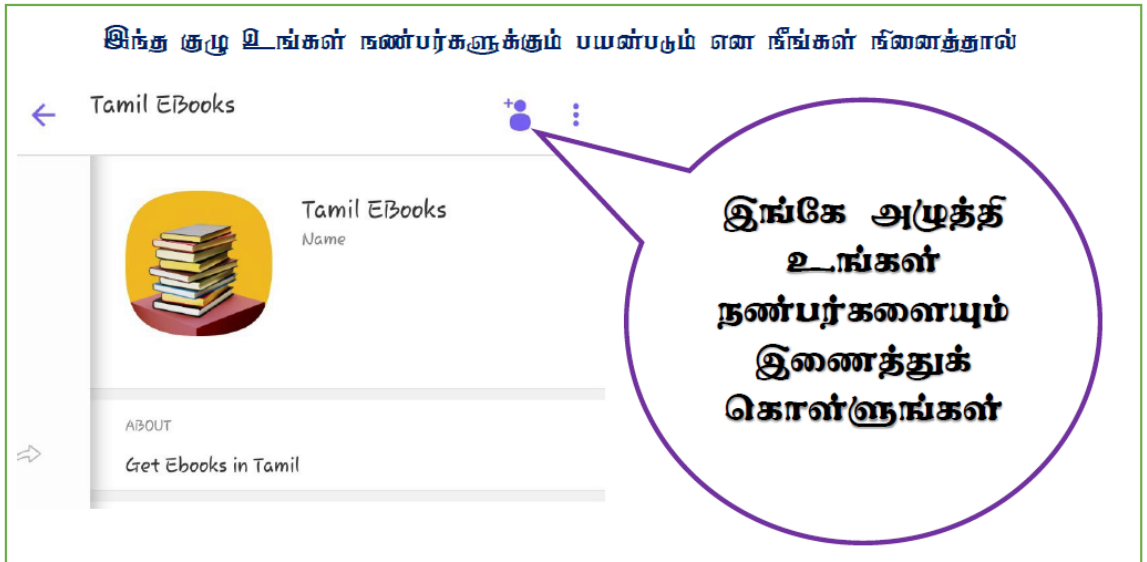 இந்த குழு உங்கள் நண்பர்களுக்கும் பயன்படும் என நீங்கள் நினைத்தால்
Tamil EBooks
Tamil EBooks
Name
ABOUT
Get Ebooks in Tamil
இங்கே அழுத்தி
உங்கள்
நண்பர்களையும்
இணைத்துக்
கொள்ளுங்கள்